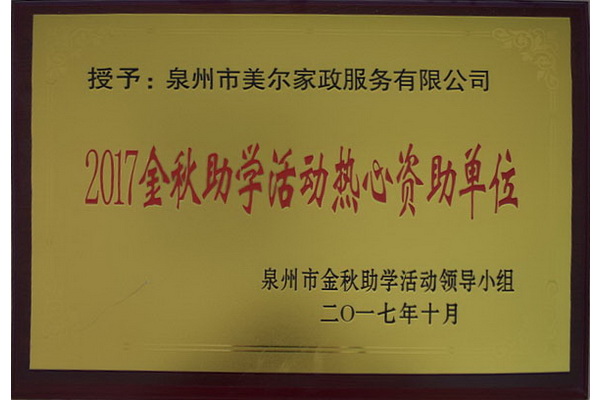 授予：泉州市美尔家政服务有限公司
2017金秋助学活动热心资助单位
泉州市金秋助学活动领导小组
二〇一七年十月